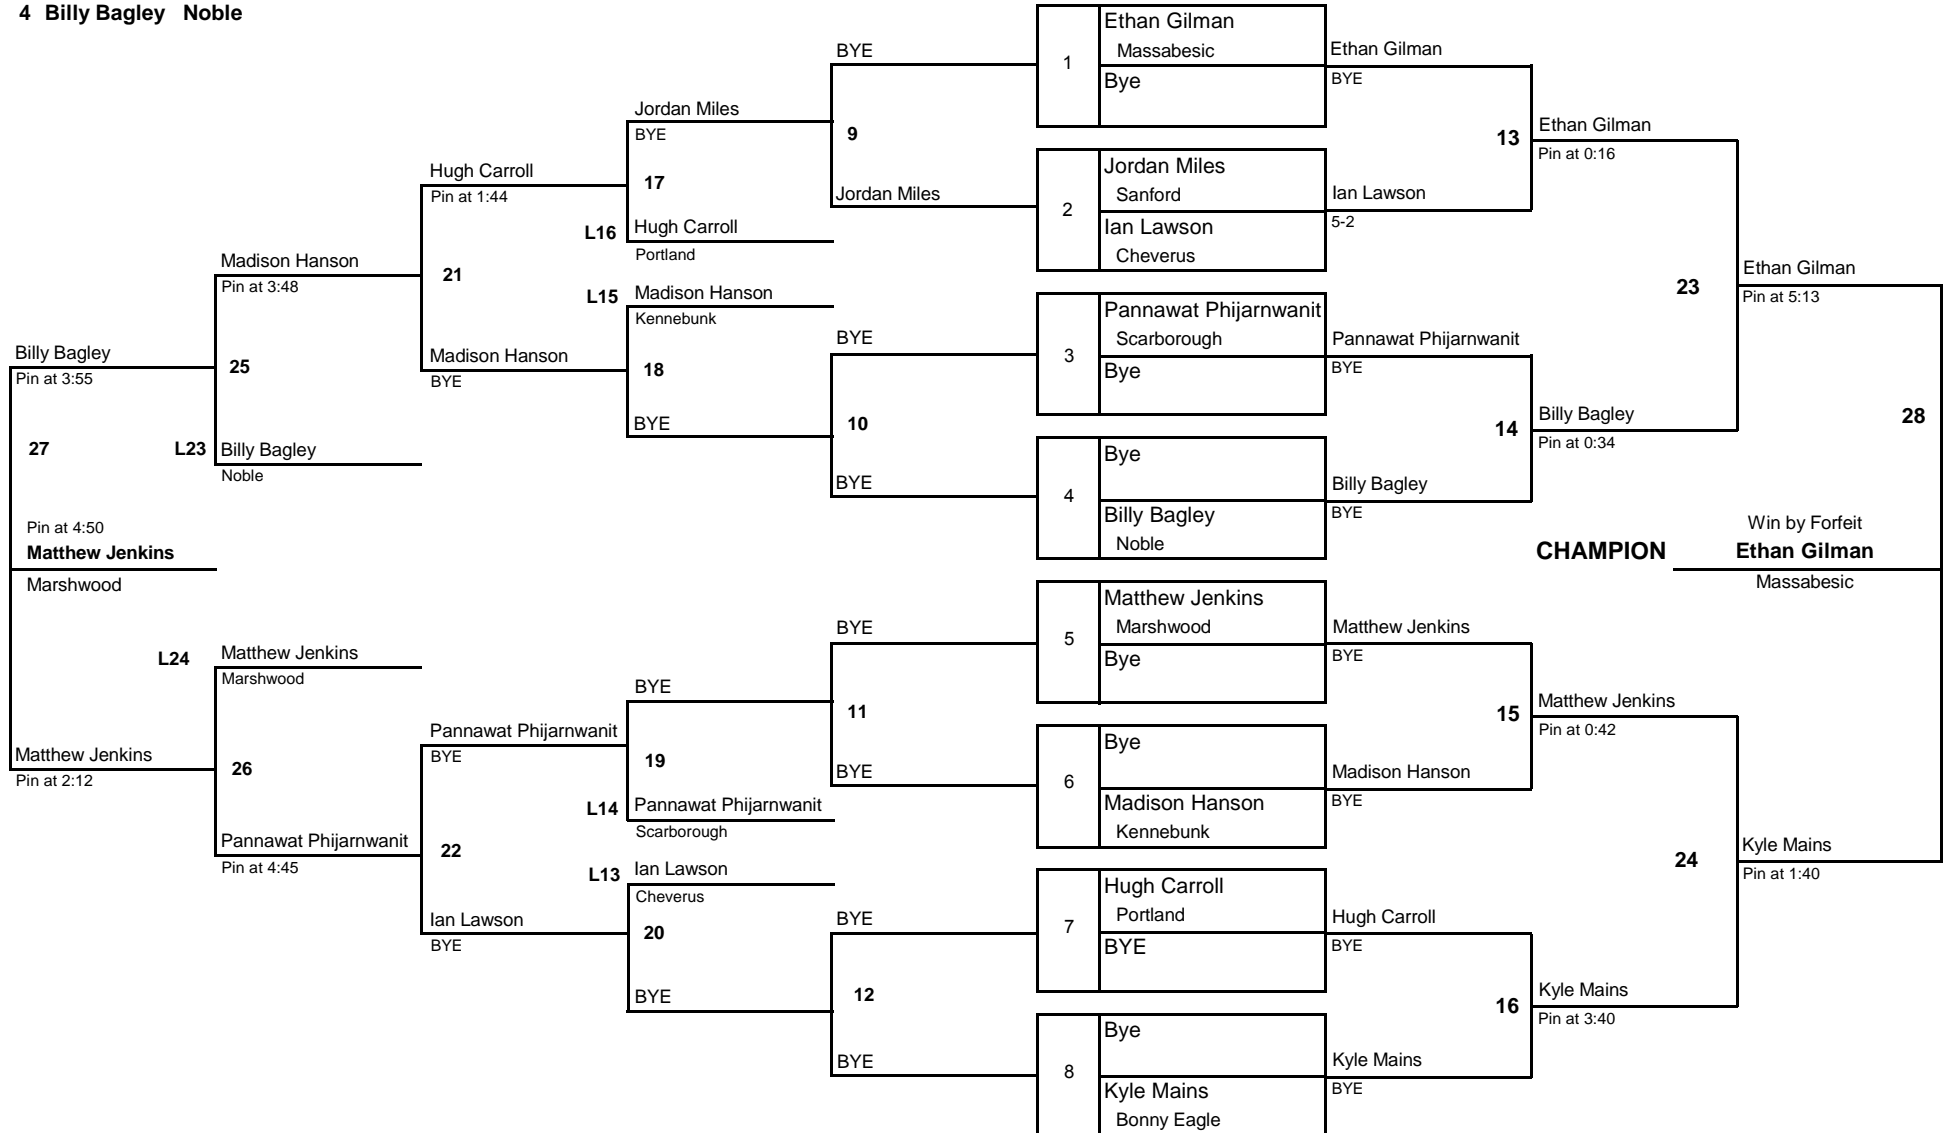 4 Billy Bagley Noble
Ethan Gilman
BYE
1
Massabesic
Ethan Gilman
Bye
BYE
Jordan Miles
BYE
9
13
Ethan Gilman
Pin at 0:16
Hugh Carroll
Pin at 1:44
17
Jordan Miles
2
Jordan Miles
Sanford
Ian Lawson
5-2
L16
Hugh Carroll
Portland
Ian Lawson
Cheverus
Madison Hanson
Pin at 3:48
21
L15
Madison Hanson
Kennebunk
23
Ethan Gilman
Pin at 5:13
Pannawat Phijarnwanit
BYE
3
Scarborough
Pannawat Phijarnwanit
Bye
BYE
Billy Bagley
Pin at 3:55
25
Madison Hanson
BYE
18
BYE
10
14
Billy Bagley
Pin at 0:34
28
27
L23
Billy Bagley
Noble
BYE
4
Bye
Billy Bagley
BYE
Billy Bagley
Noble
Pin at 4:50
Matthew Jenkins
Marshwood
CHAMPION
Win by Forfeit
Ethan Gilman
Massabesic
BYE
5
Matthew Jenkins
Marshwood
Matthew Jenkins
Bye
BYE
L24
Matthew Jenkins
Marshwood
BYE
11
15
Matthew Jenkins
Pin at 0:42
Matthew Jenkins
Pin at 2:12
26
Pannawat Phijarnwanit
BYE
19
BYE
6
Bye
Madison Hanson
BYE
L14
Pannawat Phijarnwanit
Scarborough
Madison Hanson
Kennebunk
Pannawat Phijarnwanit
Pin at 4:45
22
L13
Ian Lawson
Cheverus
24
Kyle Mains
Pin at 1:40
Ian Lawson
BYE
20
BYE
7
Hugh Carroll
Portland
Hugh Carroll
BYE
BYE
BYE
12
16
Kyle Mains
Pin at 3:40
BYE
8
Bye
Kyle Mains
BYE
Kyle Mains
Bonny Eagle